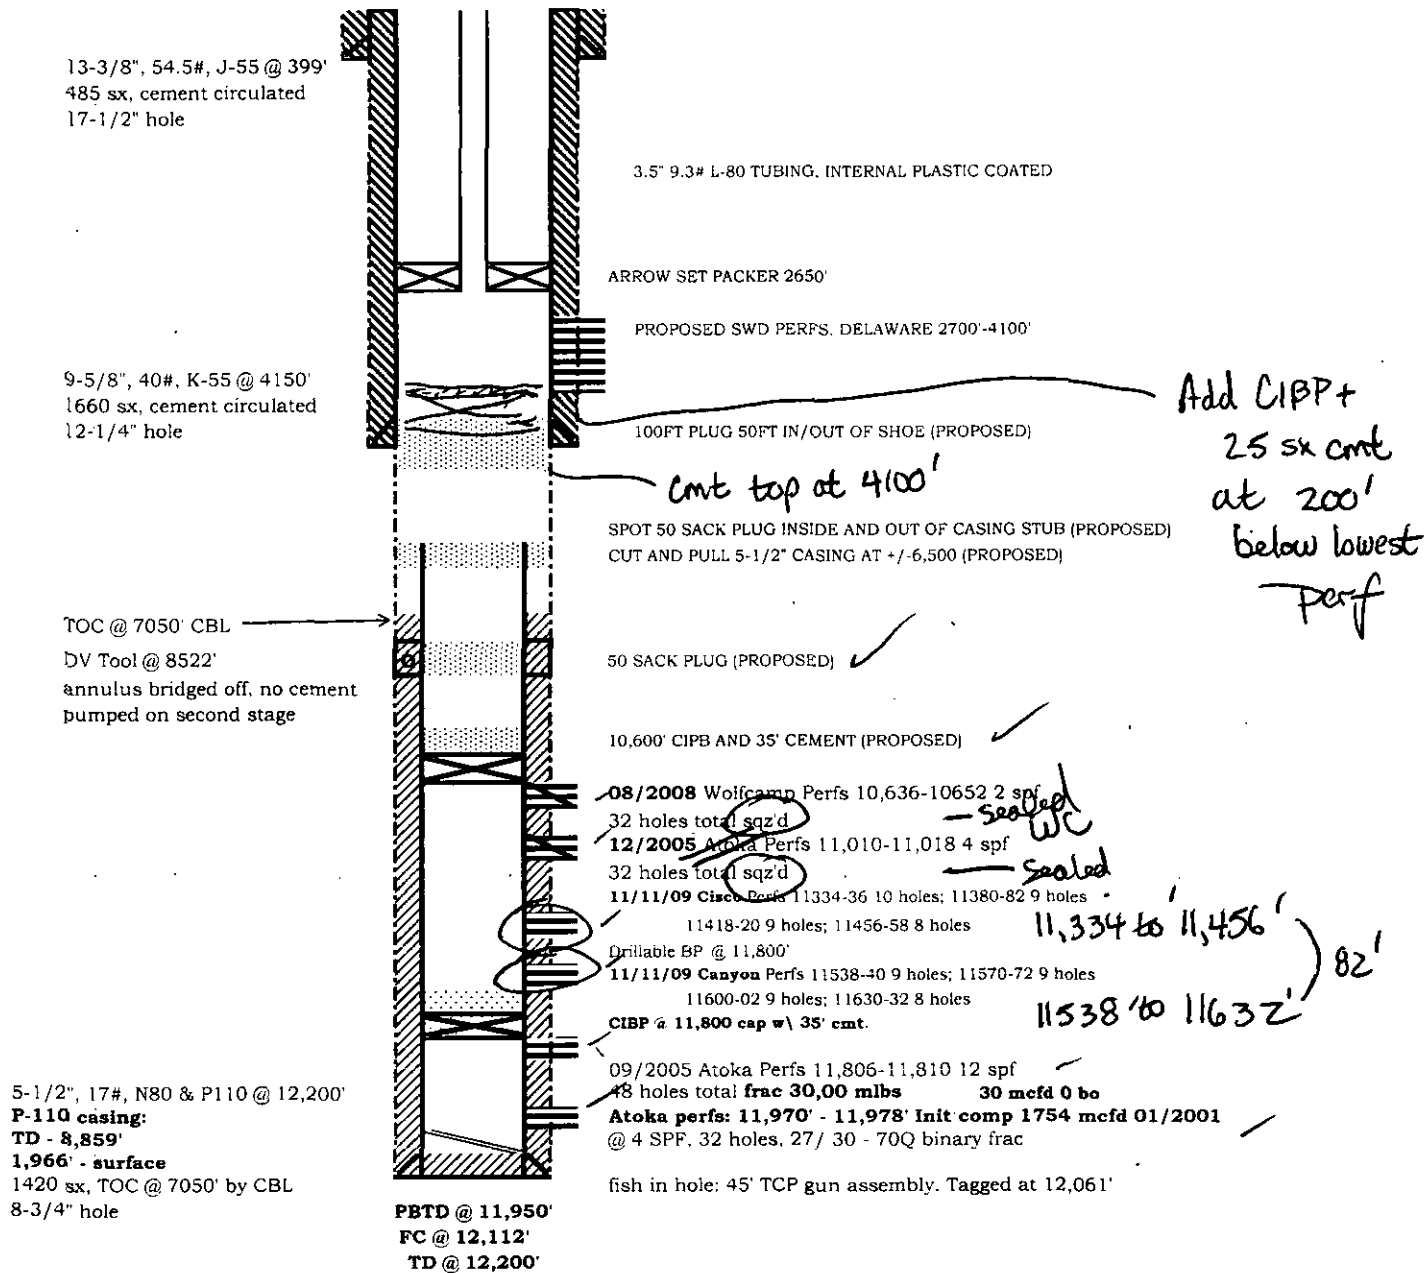 13-3/8", 54.5#, J-55 @ 399'
485 sx, cement circulated
17-1/2" hole
3.5" 9.3# L-80 TUBING, INTERNAL PLASTIC COATED
ARROW SET PACKER 2650'
PROPOSED SWD PERFS, DELAWARE 2700'-4100'
9-5/8", 40#, K-55 @ 4150'
1660 sx, cement circulated
12-1/4" hole
Add CIBP +
25 sx cmt
at 200'
below lowest
perf
100FT PLUG 50FT IN/OUT OF SHOE (PROPOSED)
Cmt top at 4100'
SPOT 50 SACK PLUG INSIDE AND OUT OF CASING STUB (PROPOSED)
CUT AND PULL 5-1/2" CASING AT +/-6,500 (PROPOSED)
TOC @ 7050' CBL
DV Tool @ 8522'
annulus bridged off, no cement
pumped on second stage
50 SACK PLUG (PROPOSED)
10,600' CIPB AND 35' CEMENT (PROPOSED)
08/2008 Wolfcamp Perfs 10,636-10652 2 spf
32 holes total sqz'd
- sealed
WC
12/2005 Atoka Perfs 11,010-11,018 4 spf
32 holes total sqz'd
- sealed
11/11/09 Cisco Perfs 11334-36 10 holes; 11380-82 9 holes
11418-20 9 holes; 11456-58 8 holes
11,334 to 11,456'
Drillable BP @ 11,800'
82'
11/11/09 Canyon Perfs 11538-40 9 holes; 11570-72 9 holes
11600-02 9 holes; 11630-32 8 holes
11538 to 11632'
CIBP @ 11,800 cap w\ 35' cmt.
09/2005 Atoka Perfs 11,806-11,810 12 spf
48 holes total frac 30,00 mlbs 30 mcfd 0 bo
Atoka perfs: 11,970' - 11,978' Init comp 1754 mcfd 01/2001
@ 4 SPF, 32 holes, 27/ 30 - 70Q binary frac
fish in hole: 45' TCP gun assembly. Tagged at 12,061'
5-1/2", 17#, N80 & P110 @ 12,200'
P-110 casing:
TD - 8,859'
1,966' - surface
1420 sx, TOC @ 7050' by CBL
8-3/4" hole
PBTD @ 11,950'
FC @ 12,112'
TD @ 12,200'